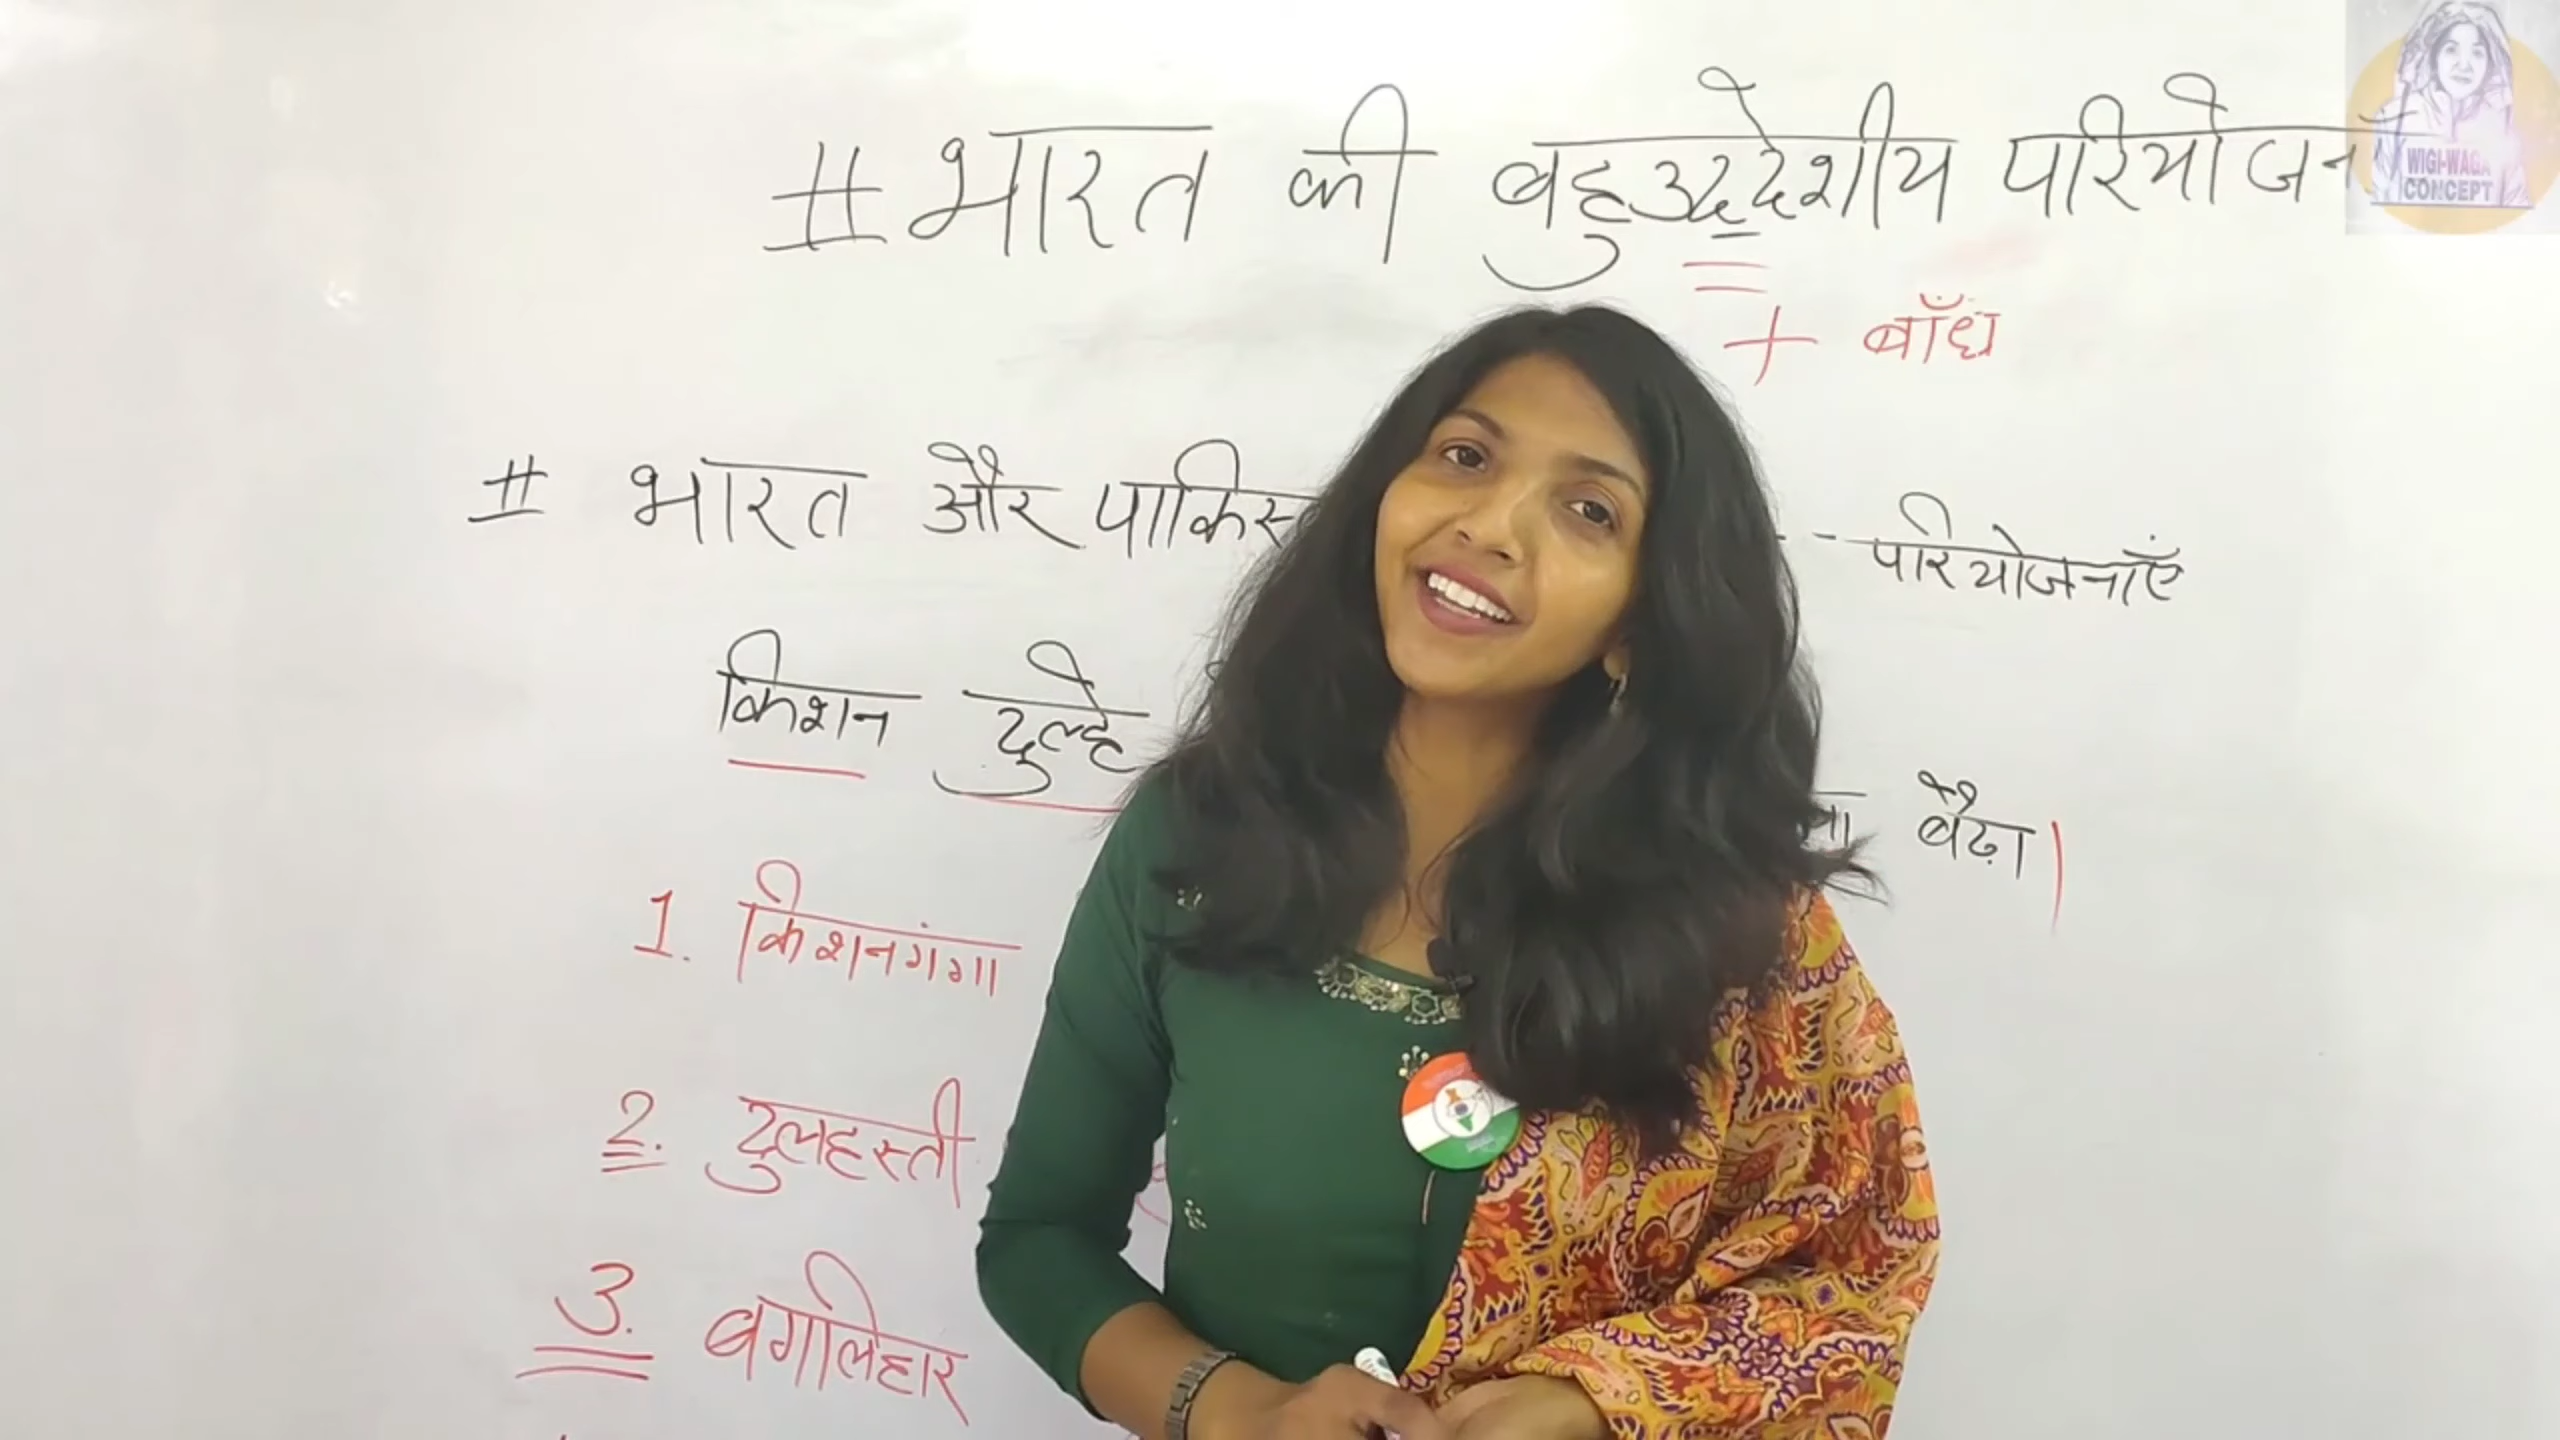 # भारत की बहुउद्देशीय परियोजन
WIGI-WAGA
CONCEPT
+ बाँध
# भारत और पाकिस परियोजनाएँ
किशन दुल्हे
बैठा।
1. किशनगंगा
2. दुलहस्ती
3. बगलिहार